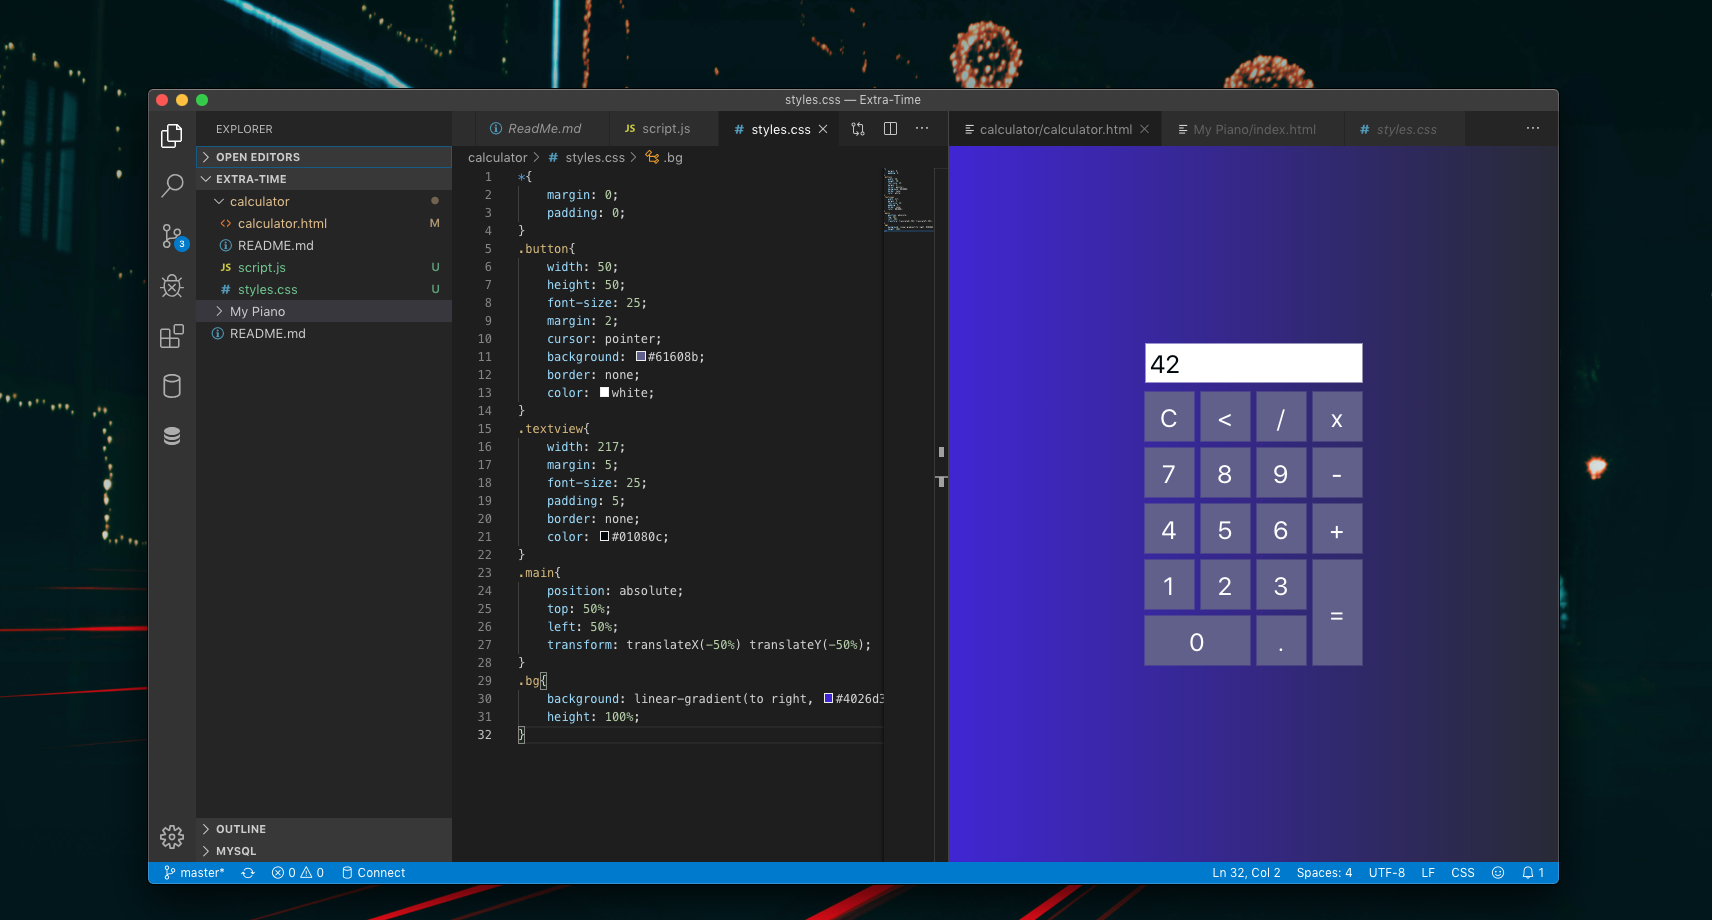 styles.css — Extra-Time
EXPLORER
OPEN EDITORS
EXTRA-TIME
calculator
calculator.html M
README.md
JS script.js U
# styles.css U
My Piano
README.md
3
OUTLINE
MYSQL
ReadMe.md
JS script.js
# styles.css
calculator > # styles.css > .bg
1 *{
2 margin: 0;
3 padding: 0;
4 }
5 .button{
6 width: 50;
7 height: 50;
8 font-size: 25;
9 margin: 2;
10 cursor: pointer;
11 background: #61608b;
12 border: none;
13 color: white;
14 }
15 .textview{
16 width: 217;
17 margin: 5;
18 font-size: 25;
19 padding: 5;
20 border: none;
21 color: #01080c;
22 }
23 .main{
24 position: absolute;
25 top: 50%;
26 left: 50%;
27 transform: translateX(-50%) translateY(-50%);
28 }
29 .bg{
30 background: linear-gradient(to right, #4026d3
31 height: 100%;
32 }
calculator/calculator.html
My Piano/index.html
# styles.css
42
C < / x
7 8 9 -
4 5 6 +
1 2 3 =
0 .
master* 0 0 Connect
Ln 32, Col 2 Spaces: 4 UTF-8 LF CSS 1